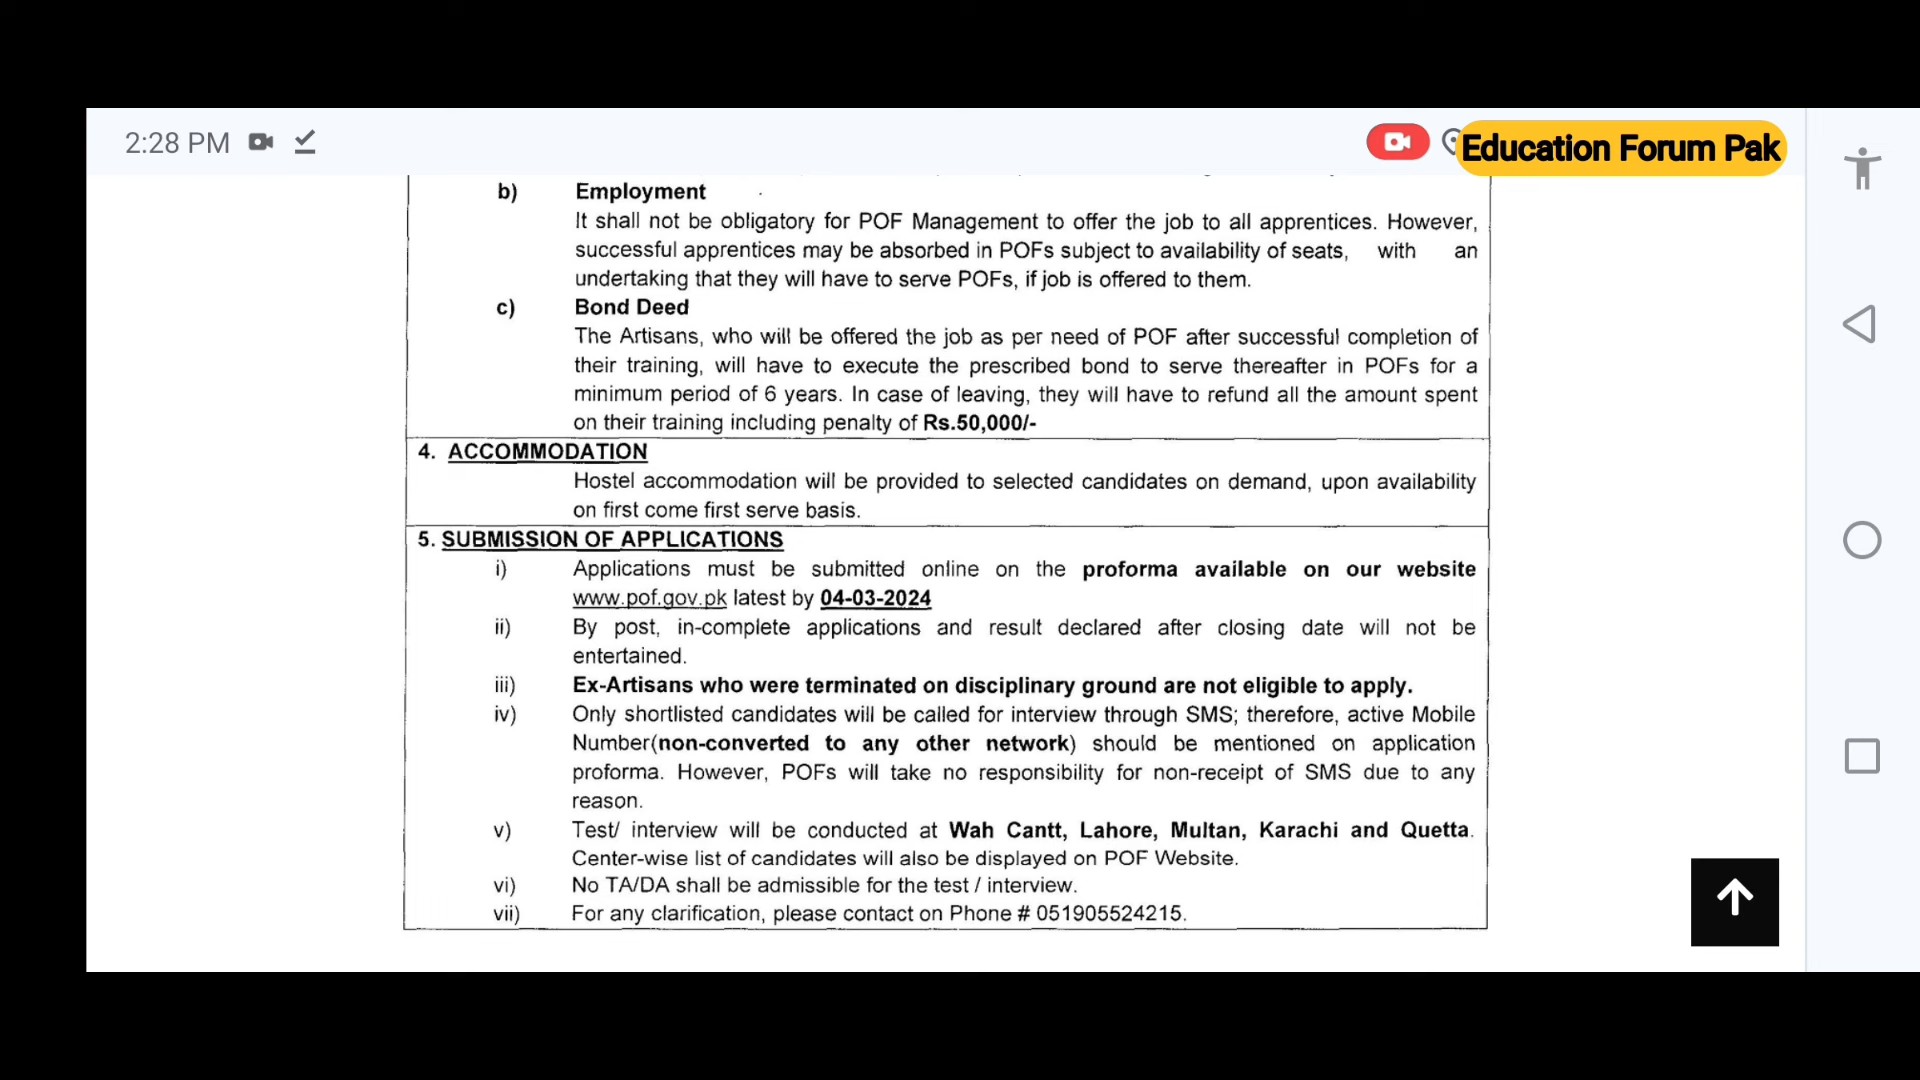 2:28 PM
Education Forum Pak
b) Employment
It shall not be obligatory for POF Management to offer the job to all apprentices. However,
successful apprentices may be absorbed in POFs subject to availability of seats, with an
undertaking that they will have to serve POFs, if job is offered to them.
c) Bond Deed
The Artisans, who will be offered the job as per need of POF after successful completion of
their training, will have to execute the prescribed bond to serve thereafter in POFs for a
minimum period of 6 years. In case of leaving, they will have to refund all the amount spent
on their training including penalty of Rs.50,000/-
4. ACCOMMODATION
Hostel accommodation will be provided to selected candidates on demand, upon availability
on first come first serve basis.
5. SUBMISSION OF APPLICATIONS
i) Applications must be submitted online on the proforma available on our website
www.pof.gov.pk latest by 04-03-2024
ii) By post, in-complete applications and result declared after closing date will not be
entertained.
iii) Ex-Artisans who were terminated on disciplinary ground are not eligible to apply.
iv) Only shortlisted candidates will be called for interview through SMS; therefore, active Mobile
Number(non-converted to any other network) should be mentioned on application
proforma. However, POFs will take no responsibility for non-receipt of SMS due to any
reason.
v) Test/ interview will be conducted at Wah Cantt, Lahore, Multan, Karachi and Quetta.
Center-wise list of candidates will also be displayed on POF Website.
vi) No TA/DA shall be admissible for the test / interview.
vii) For any clarification, please contact on Phone # 051905524215.